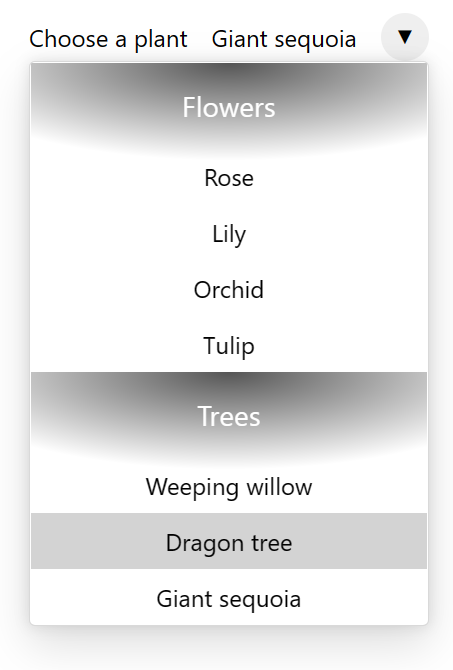 Choose a plant Giant sequoia ▼
Flowers
Rose
Lily
Orchid
Tulip
Trees
Weeping willow
Dragon tree
Giant sequoia